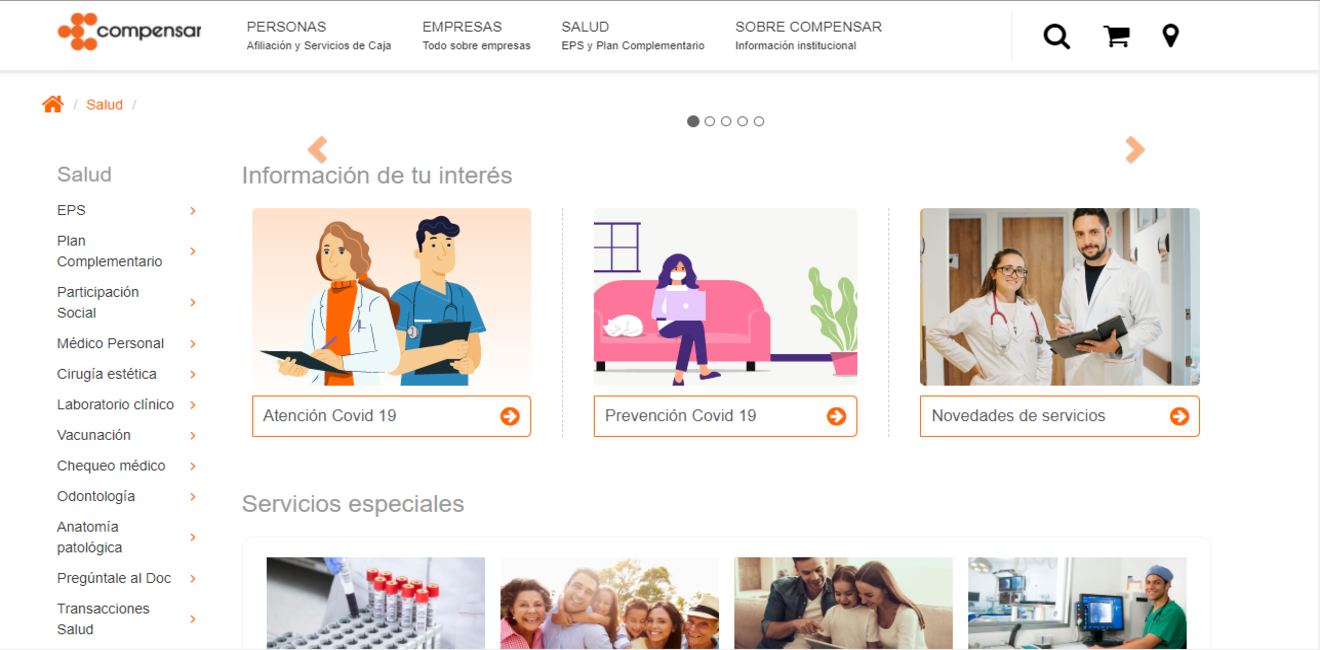 compensar
PERSONAS
Afiliación y Servicios de Caja
EMPRESAS
Todo sobre empresas
SALUD
EPS y Plan Complementario
SOBRE COMPENSAR
Información institucional
/ Salud /
Salud
EPS
Plan
Complementario
Participación
Social
Médico Personal
Cirugía estética
Laboratorio clínico
Vacunación
Chequeo médico
Odontología
Anatomía
patológica
Pregúntale al Doc
Transacciones
Salud
Información de tu interés
Atención Covid 19
Prevención Covid 19
Novedades de servicios
Servicios especiales